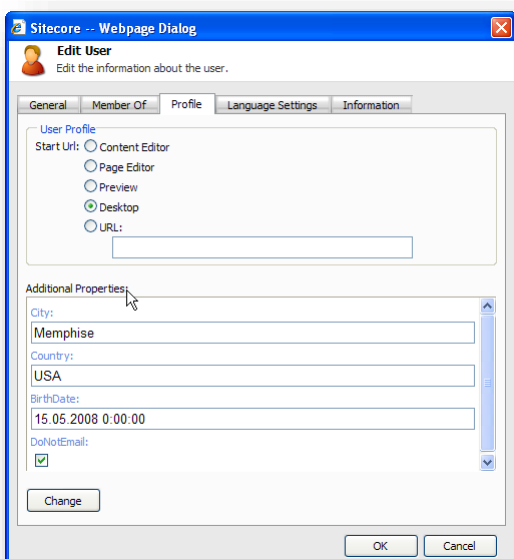 Sitecore -- Webpage Dialog
Edit User
Edit the information about the user.
General Member Of Profile Language Settings Information
User Profile
Start Url: Content Editor
Page Editor
Preview
Desktop
URL:
Additional Properties:
City:
Memphise
Country:
USA
BirthDate:
15.05.2008 0:00:00
DoNotEmail:
Change
OK Cancel